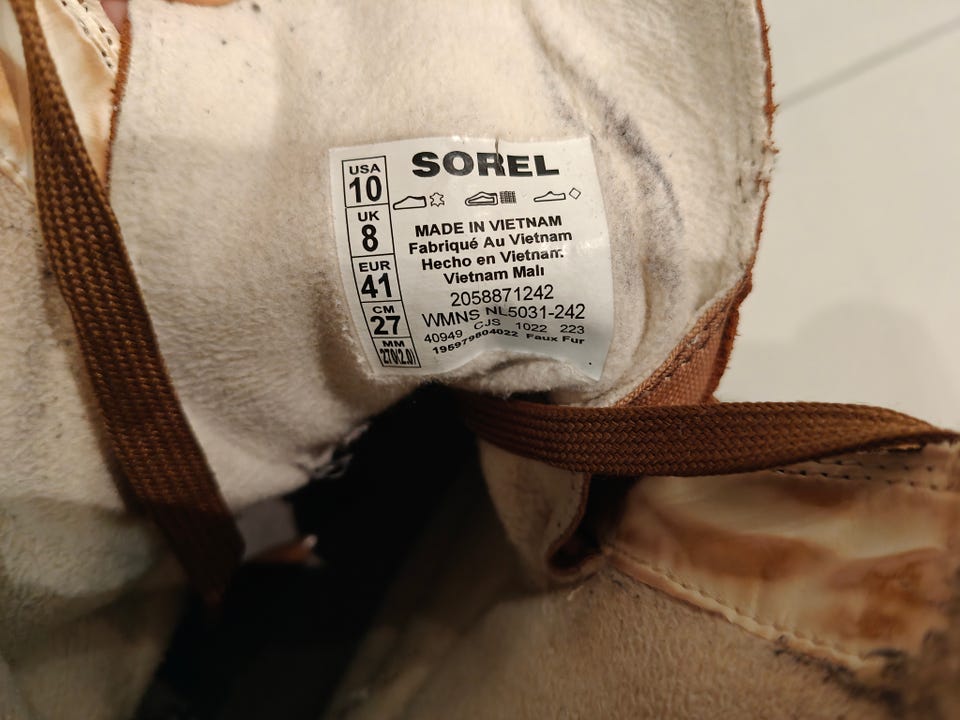 SOREL
USA
10
UK
8
EUR
41
CM
27
MM
270(2.0)
MADE IN VIETNAM
Fabriqué Au Vietnam
Hecho en Vietnam
Vietnam Malı
2058871242
WMNS NL5031-242
40949 CJS 1022 223
195979804022 Faux Fur